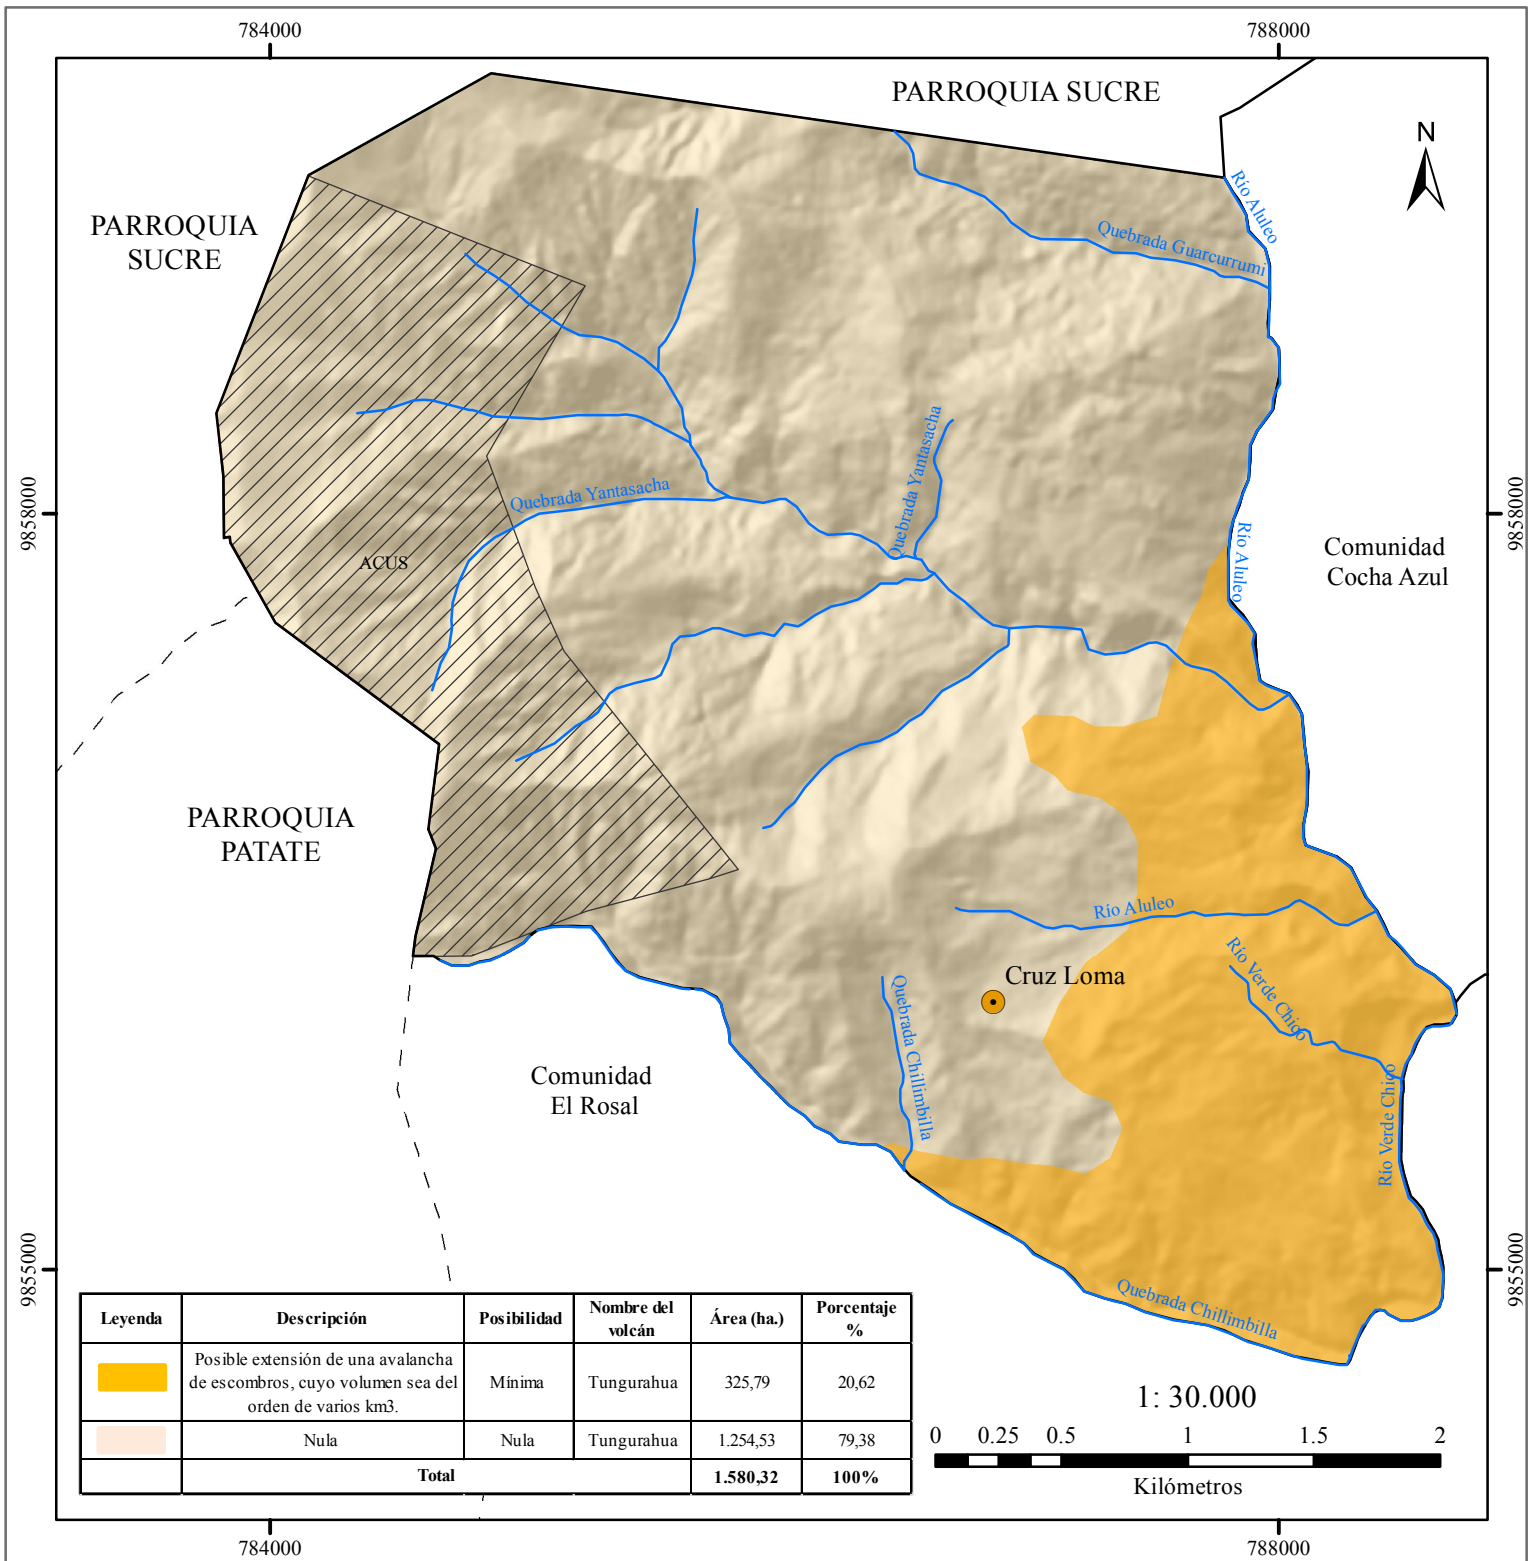 784000
788000
PARROQUIA SUCRE
N
Río Aluleo
PARROQUIA
SUCRE
Quebrada Guarcurrumi
Quebrada Yantasacha
Quebrada Yantasacha
9858000
9858000
Río Aluleo
ACUS
Comunidad
Cocha Azul
PARROQUIA
PATATE
Río Aluleo
Río Verde Chico
Cruz Loma
Quebrada Chillimbilla
Comunidad
El Rosal
Río Verde Chico
9855000
9855000
Quebrada Chillimbilla
Leyenda Descripción Posibilidad Nombre del volcán Área (ha.) Porcentaje %
Posible extensión de una avalancha
de escombros, cuyo volumen sea del
orden de varios km3.
Mínima Tungurahua 325,79 20,62
Nula Nula Tungurahua 1.254,53 79,38
Total 1.580,32 100%
1: 30.000
0 0.25 0.5 1 1.5 2
Kilómetros
784000
788000